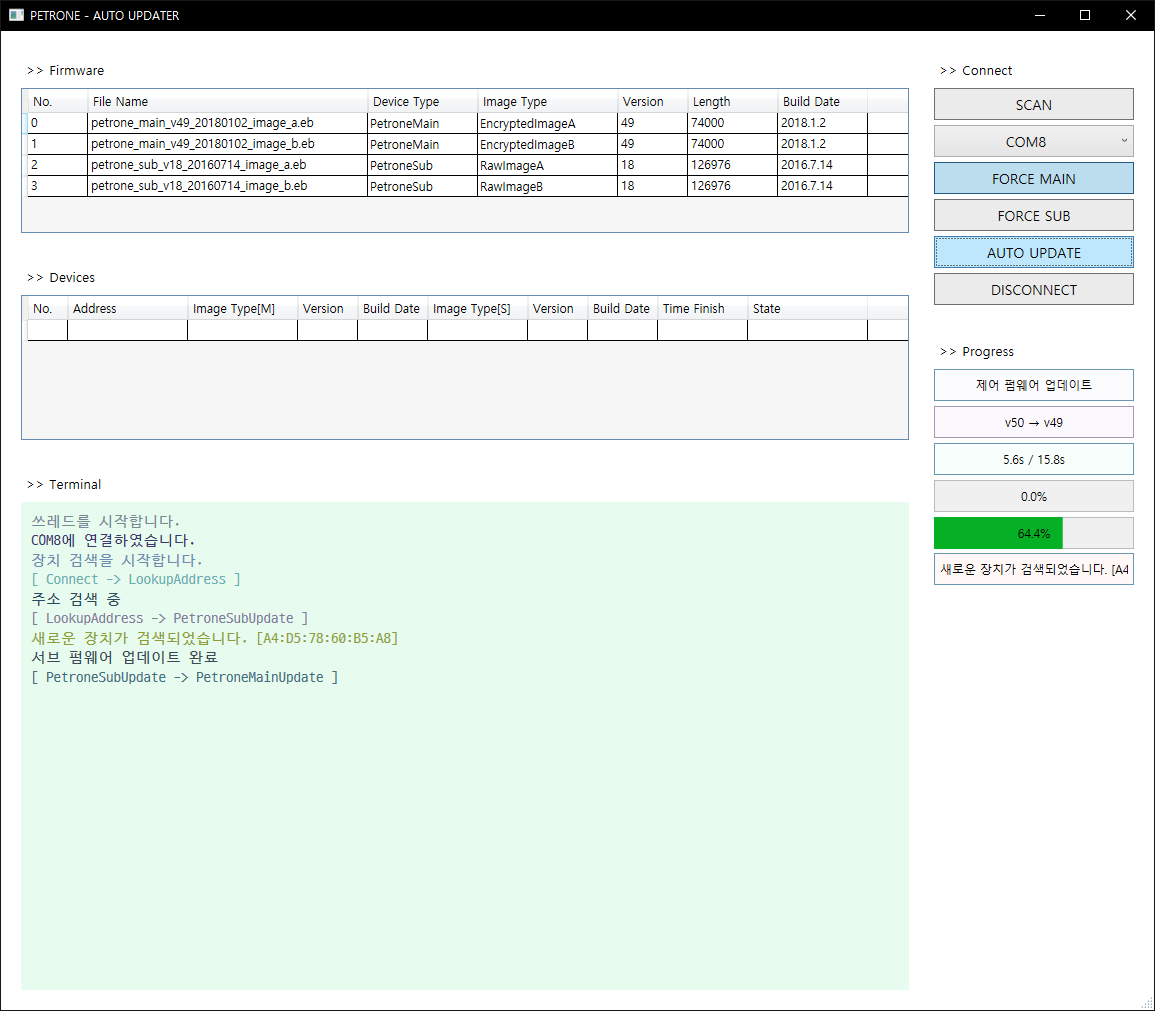 PETRONE - AUTO UPDATER
>> Firmware
No. File Name Device Type Image Type Version Length Build Date
0 petrone_main_v49_20180102_image_a.eb PetroneMain EncryptedImageA 49 74000 2018.1.2
1 petrone_main_v49_20180102_image_b.eb PetroneMain EncryptedImageB 49 74000 2018.1.2
2 petrone_sub_v18_20160714_image_a.eb PetroneSub RawImageA 18 126976 2016.7.14
3 petrone_sub_v18_20160714_image_b.eb PetroneSub RawImageB 18 126976 2016.7.14
>> Devices
No. Address Image Type[M] Version Build Date Image Type[S] Version Build Date Time Finish State
>> Terminal
쓰레드를 시작합니다.
COM8에 연결하였습니다.
장치 검색을 시작합니다.
[ Connect -> LookupAddress ]
주소 검색 중
[ LookupAddress -> PetroneSubUpdate ]
새로운 장치가 검색되었습니다. [A4:D5:78:60:B5:A8]
서브 펌웨어 업데이트 완료
[ PetroneSubUpdate -> PetroneMainUpdate ]
>> Connect
SCAN
COM8
FORCE MAIN
FORCE SUB
AUTO UPDATE
DISCONNECT
>> Progress
제어 펌웨어 업데이트
v50 → v49
5.6s / 15.8s
0.0%
64.4%
새로운 장치가 검색되었습니다. [A4